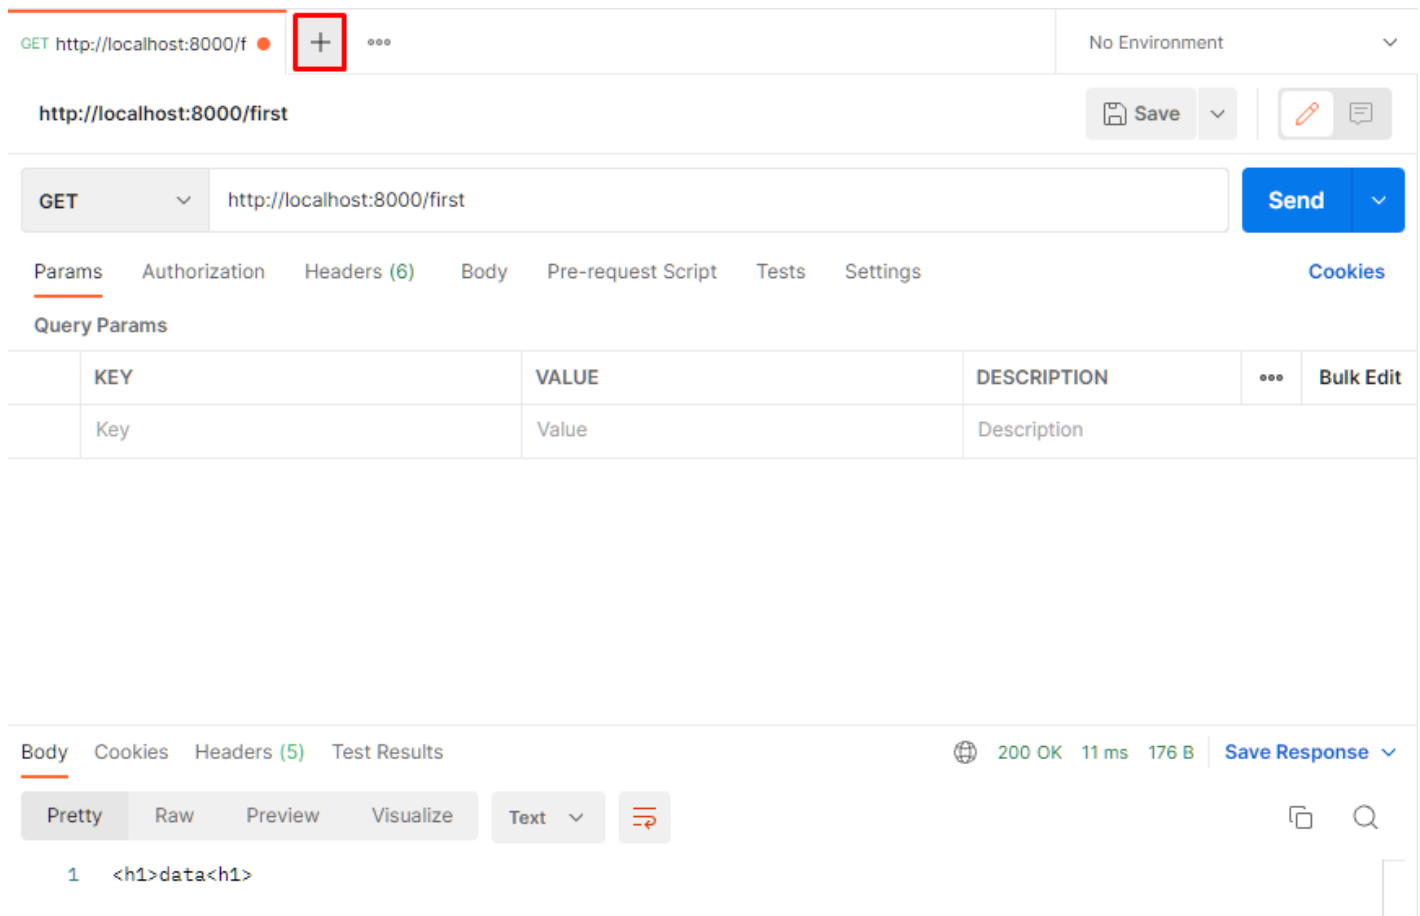 GET http://localhost:8000/f No Environment
http://localhost:8000/first Save
GET http://localhost:8000/first Send
Params Authorization Headers (6) Body Pre-request Script Tests Settings Cookies
Query Params
KEY VALUE DESCRIPTION Bulk Edit
Key Value Description
Body Cookies Headers (5) Test Results 200 OK 11 ms 176 B Save Response
Pretty Raw Preview Visualize Text
1 <h1>data<h1>